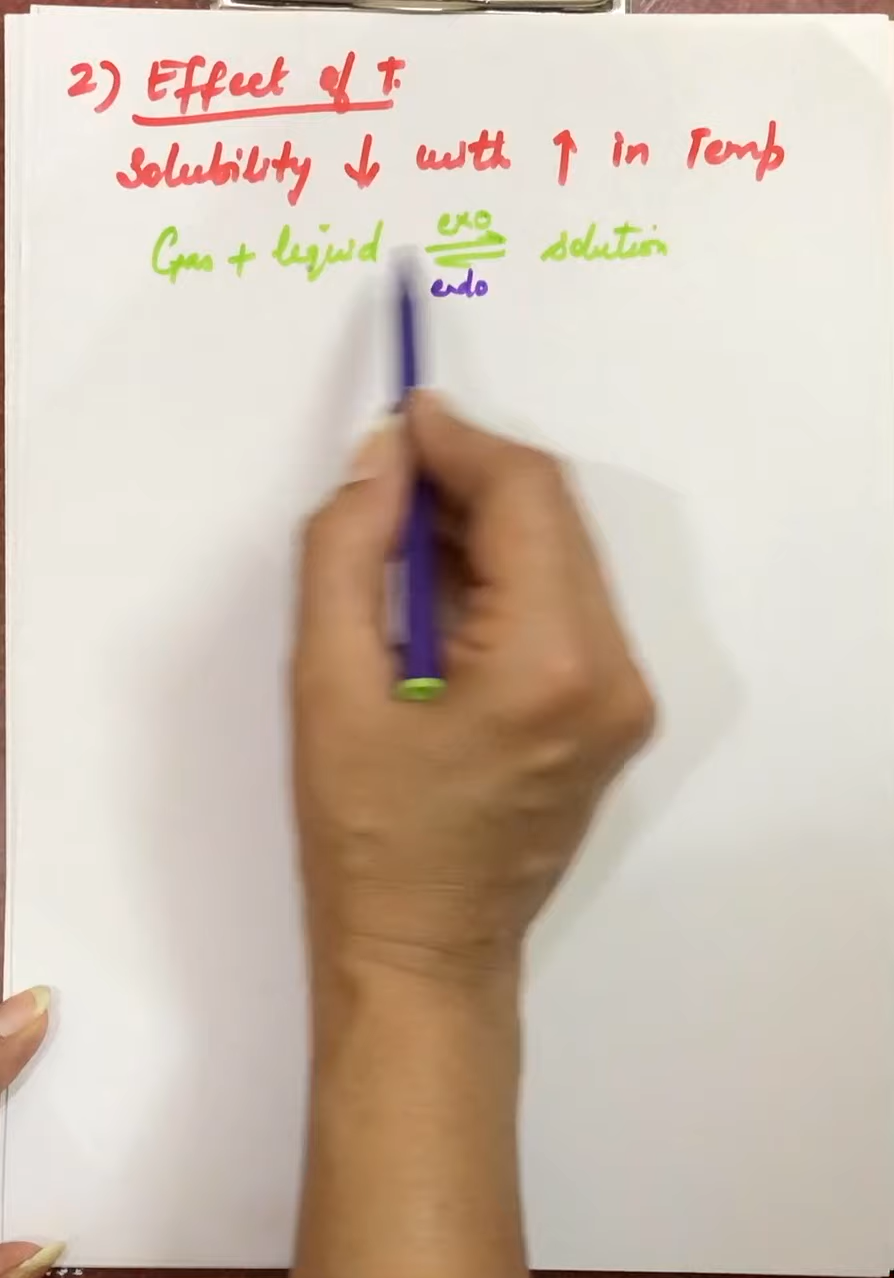 2) Effect of T.
Solubility ↓ with ↑ in Temp
Gas + liquid ⇌ solution
exo
endo